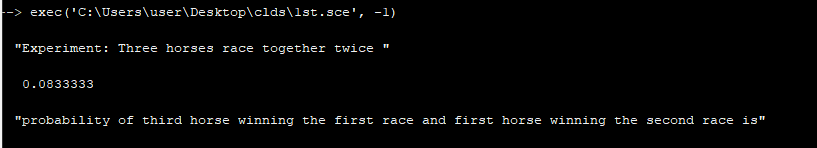 --> exec('C:\Users\user\Desktop\clds\1st.sce', -1)
"Experiment: Three horses race together twice "
0.0833333
"probability of third horse winning the first race and first horse winning the second race is"